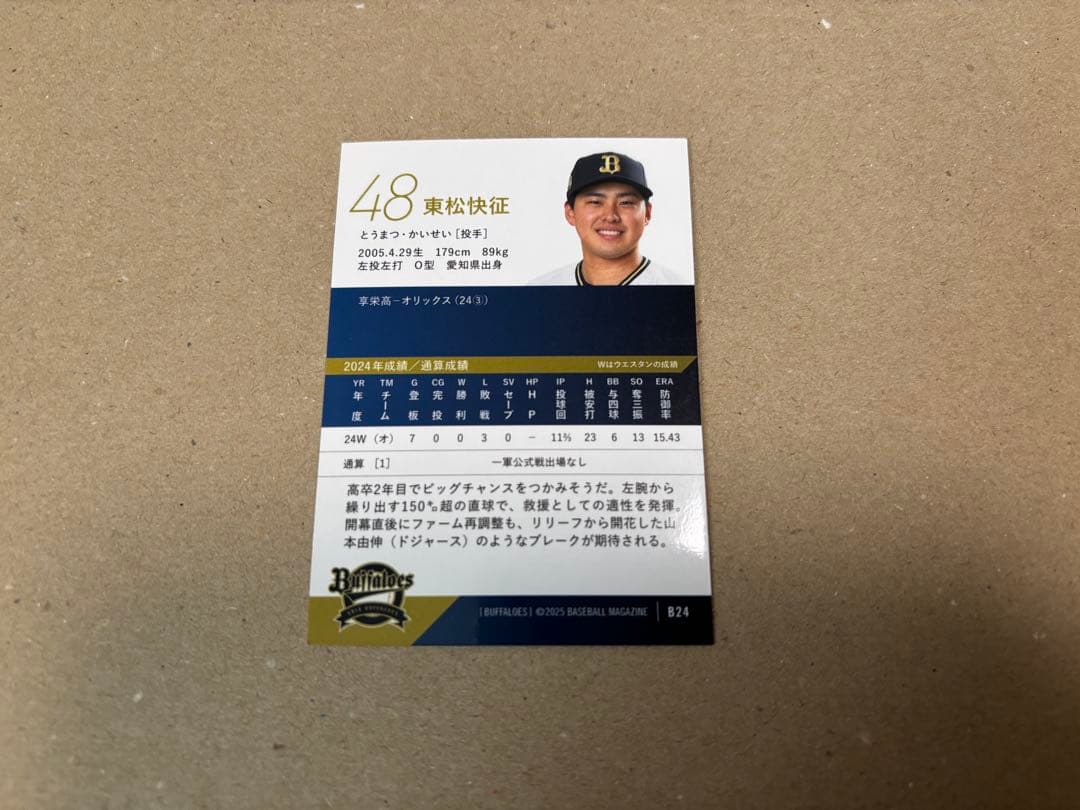 B
48 東松快征
とうまつ・かいせい [投手]
2005.4.29生 179cm 89kg
左投左打 O型 愛知県出身
享栄高−オリックス (24③)
2024年成績／通算成績 Wはウエスタンの成績
YR TM G CG W L SV HP IP H BB SO ERA
年度 チーム 登板 完投 勝利 敗戦 セーブ HP 投球回 被安打 与四球 奪三振 防御率
24W (オ) 7 0 0 3 0 − 11⅔ 23 6 13 15.43
通算 [1] 一軍公式戦出場なし
高卒2年目でビッグチャンスをつかみそうだ。左腕から
繰り出す150㌔超の直球で、救援としての適性を発揮。
開幕直後にファーム再調整も、リリーフから開花した山
本由伸（ドジャース）のようなブレークが期待される。
Buffaloes
ORIX BUFFALOES
[BUFFALOES] ©2025 BASEBALL MAGAZINE B24